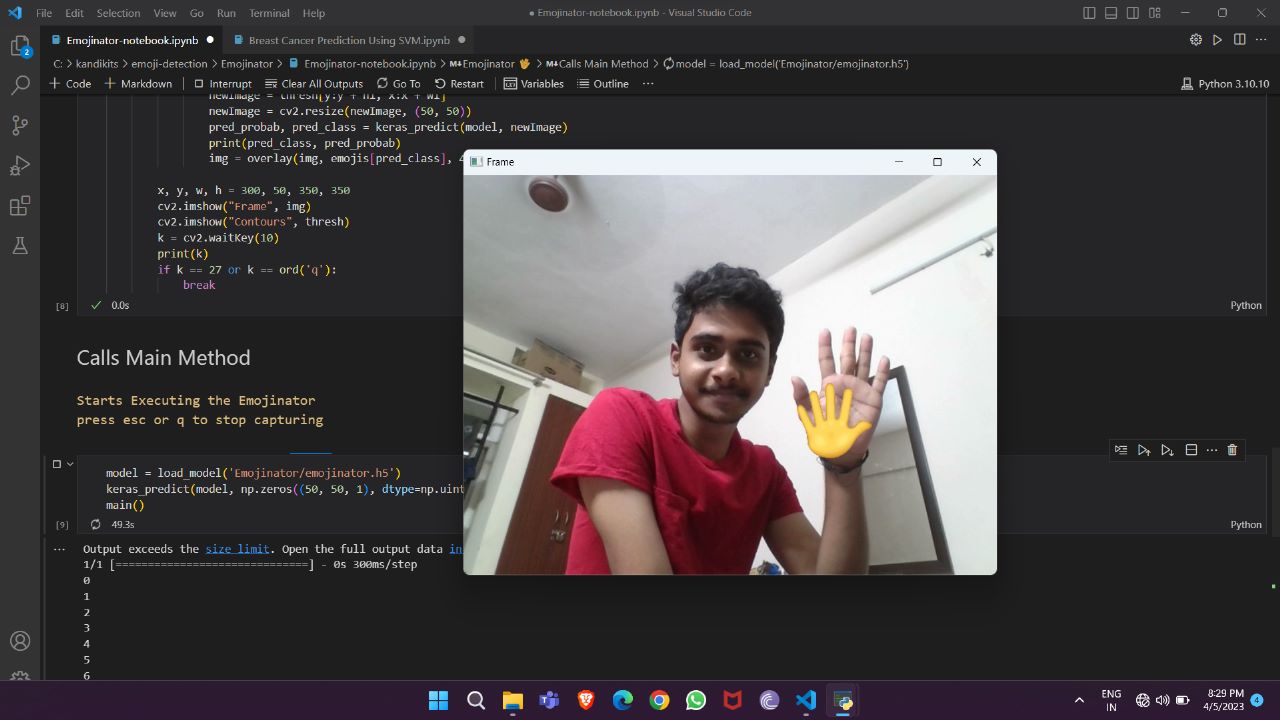 File Edit Selection View Go Run Terminal Help
● Emojinator-notebook.ipynb - Visual Studio Code
Emojinator-notebook.ipynb ●
Breast Cancer Prediction Using SVM.ipynb ●
2
C: > kandikits > emoji-detection > Emojinator > Emojinator-notebook.ipynb > M↓Emojinator > M↓Calls Main Method > model = load_model('Emojinator/emojinator.h5')
+ Code + Markdown Interrupt Clear All Outputs Go To Restart Variables Outline ··· Python 3.10.10
newImage = thresh[y:y + h1, x:x + w1]
newImage = cv2.resize(newImage, (50, 50))
pred_probab, pred_class = keras_predict(model, newImage)
print(pred_class, pred_probab)
img = overlay(img, emojis[pred_class], 4
x, y, w, h = 300, 50, 350, 350
cv2.imshow("Frame", img)
cv2.imshow("Contours", thresh)
k = cv2.waitKey(10)
print(k)
if k == 27 or k == ord('q'):
break
[8] 0.0s Python
Frame
Calls Main Method
Starts Executing the Emojinator
press esc or q to stop capturing
model = load_model('Emojinator/emojinator.h5')
keras_predict(model, np.zeros((50, 50, 1), dtype=np.uint
main()
[9] 49.3s Python
··· Output exceeds the size limit. Open the full output data in
1/1 [==============================] - 0s 300ms/step
0
1
2
3
4
5
6
ENG
IN
8:29 PM
4/5/2023
4